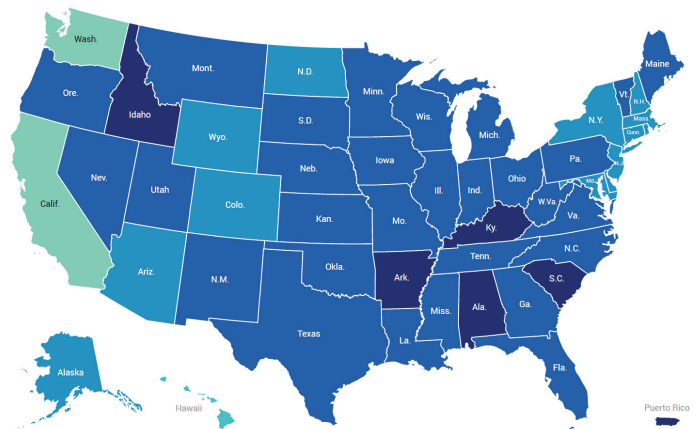 Wash.
Mont.
N.D.
Minn.
Maine
Vt.
N.H.
Ore.
Idaho
Wyo.
S.D.
Wis.
Mich.
N.Y.
Mass.
Conn.
Nev.
Utah
Colo.
Neb.
Iowa
Ill.
Ind.
Ohio
Pa.
N.J.
Md.
Calif.
Kan.
Mo.
Ky.
W.Va.
Va.
Ariz.
N.M.
Okla.
Ark.
Tenn.
N.C.
S.C.
Texas
La.
Miss.
Ala.
Ga.
Fla.
Alaska
Hawaii
Puerto Rico